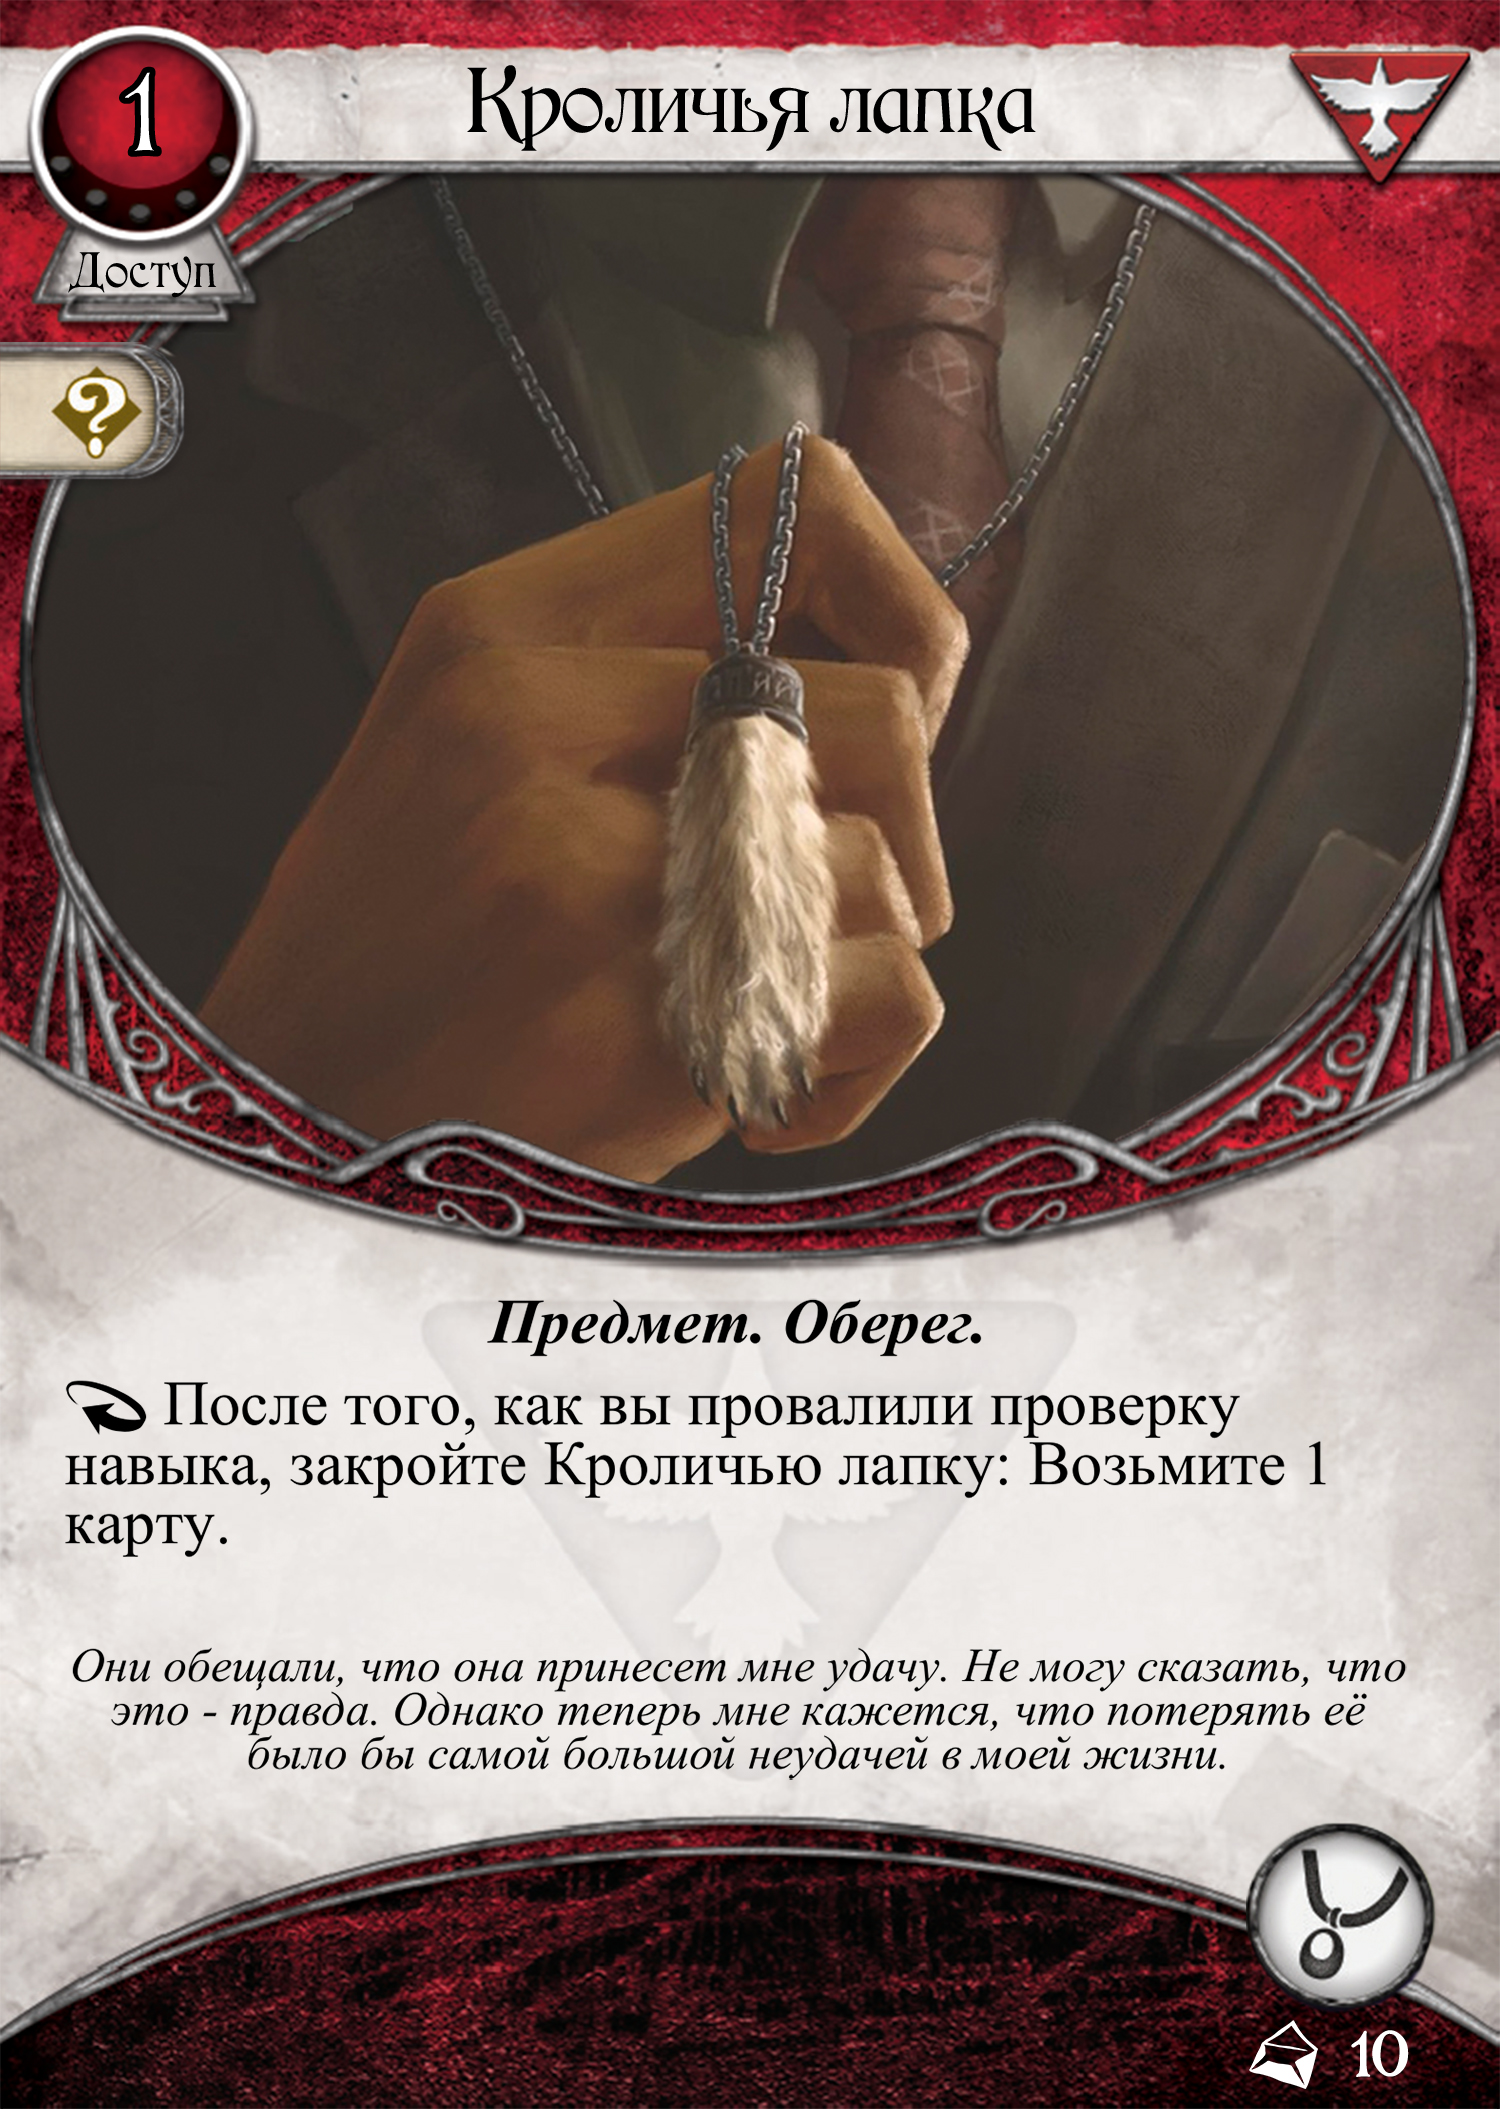 1
Кроличья лапка
Доступ
?
Предмет. Оберег.
После того, как вы провалили проверку
навыка, закройте Кроличью лапку: Возьмите 1
карту.
Они обещали, что она принесет мне удачу. Не могу сказать, что
это - правда. Однако теперь мне кажется, что потерять её
было бы самой большой неудачей в моей жизни.
10